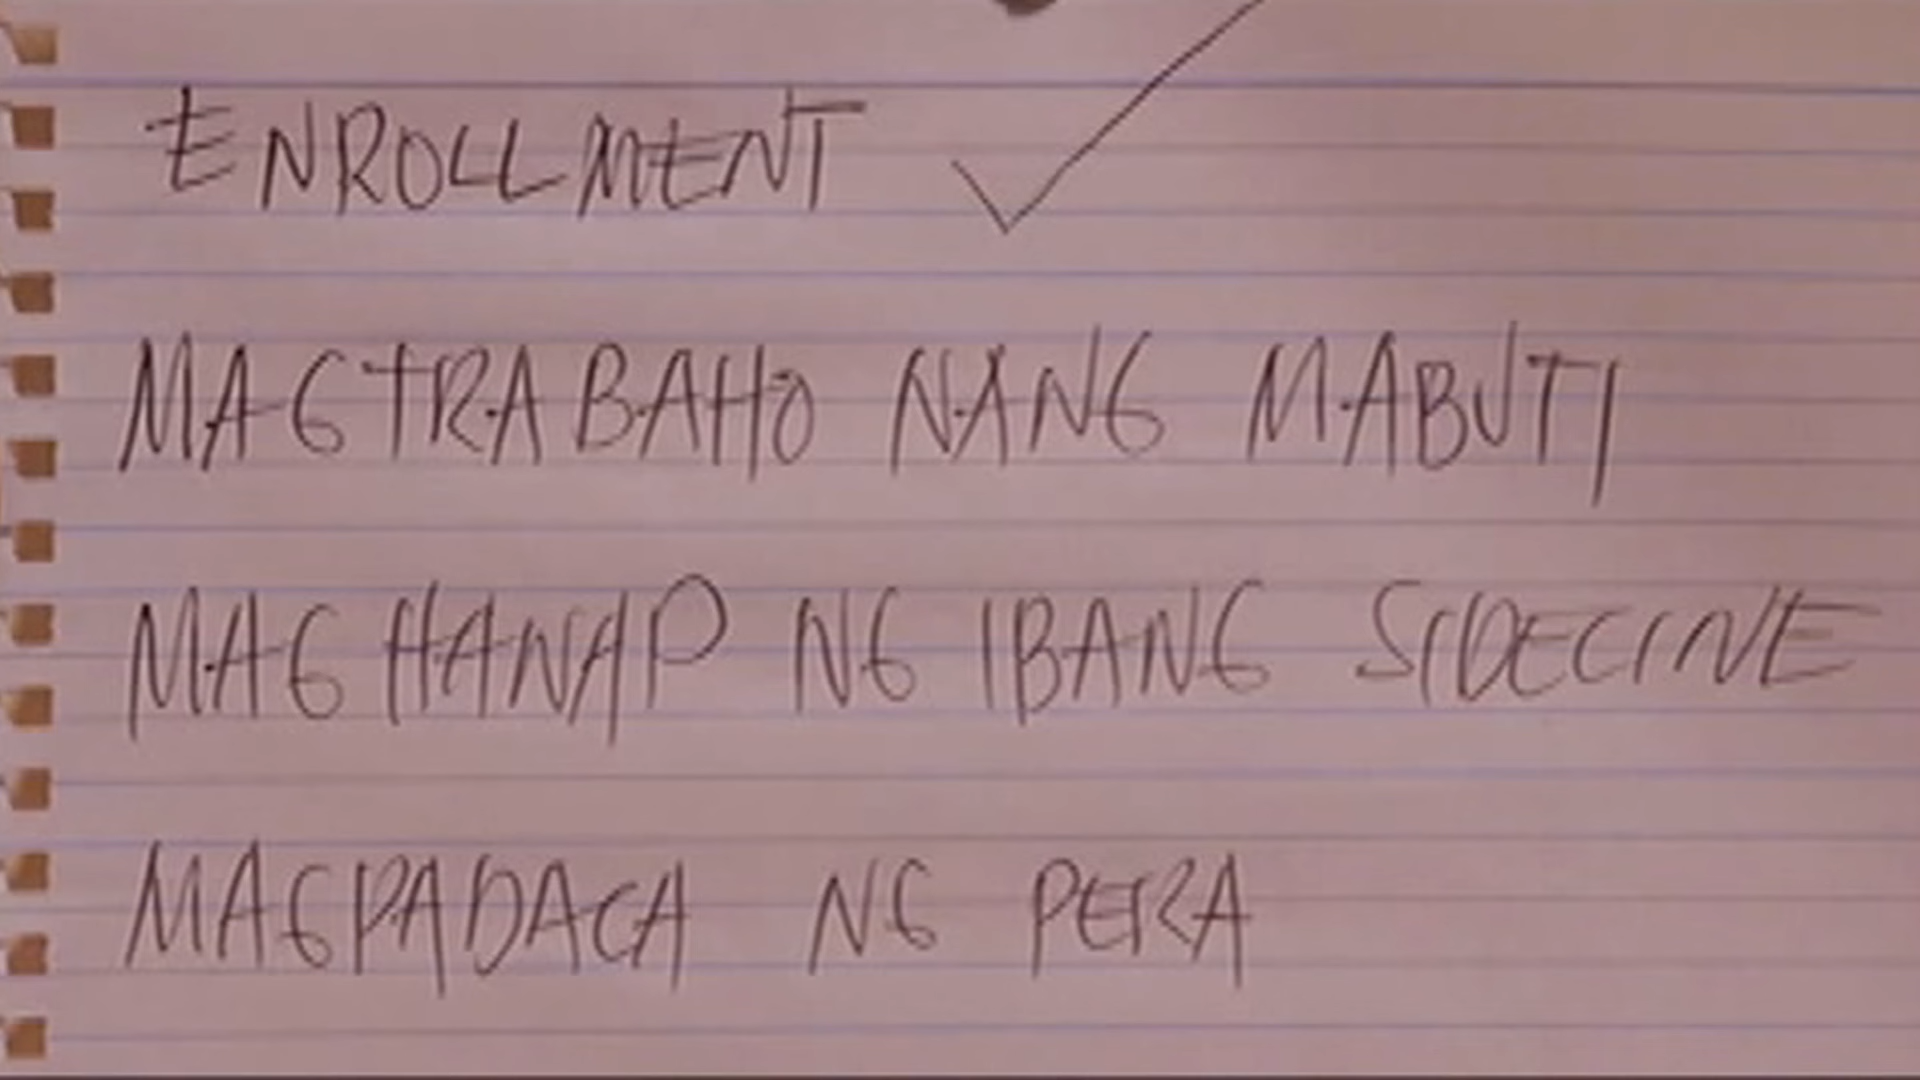 ENROLLMENT ✓
MAGTRABAHO NANG MABUTI
MAGHANAP NG IBANG SIDELINE
MAGPADALA NG PERA